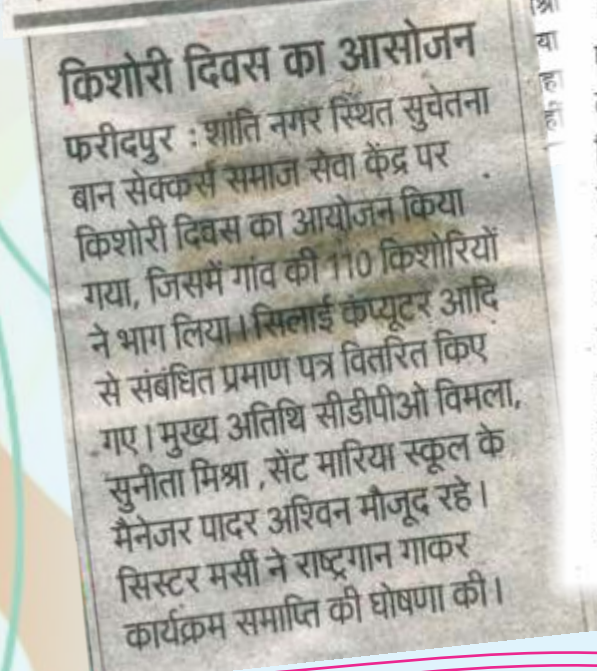 किशोरी दिवस का आसोजन
फरीदपुर : शांति नगर स्थित सुचेतना
बान सेक्कर्स समाज सेवा केंद्र पर
किशोरी दिवस का आयोजन किया
गया, जिसमें गांव की 110 किशोरियों
ने भाग लिया। सिलाई कंप्यूटर आदि
से संबंधित प्रमाण पत्र वितरित किए
गए। मुख्य अतिथि सीडीपीओ विमला,
सुनीता मिश्रा ,सेंट मारिया स्कूल के
मैनेजर पादर अश्विन मौजूद रहे।
सिस्टर मर्सी ने राष्ट्रगान गाकर
कार्यक्रम समाप्ति की घोषणा की।